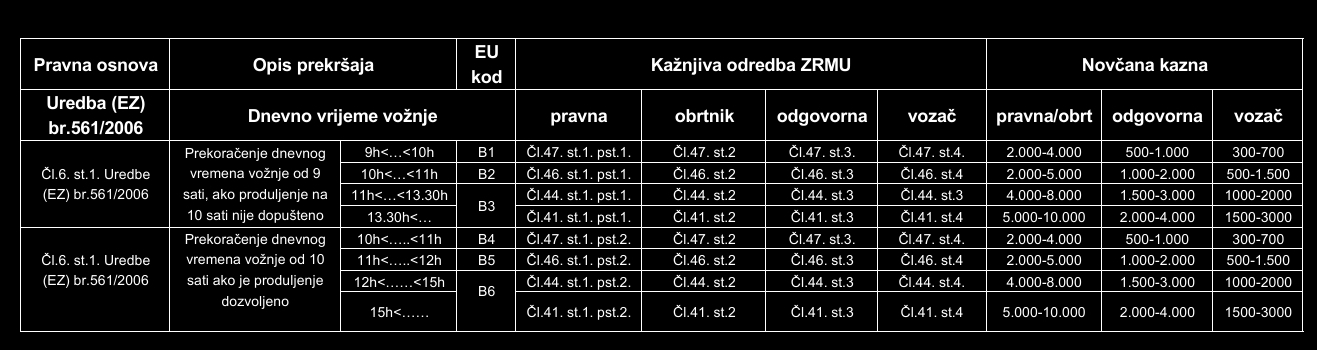 Pravna osnova Opis prekršaja EU kod Kažnjiva odredba ZRMU Novčana kazna
Uredba (EZ) br.561/2006 Dnevno vrijeme vožnje pravna obrtnik odgovorna vozač pravna/obrt odgovorna vozač
Čl.6. st.1. Uredbe (EZ) br.561/2006
Prekoračenje dnevnog vremena vožnje od 9 sati, ako produljenje na 10 sati nije dopušteno
9h<…<10h B1 Čl.47. st.1. pst.1. Čl.47. st.2 Čl.47. st.3. Čl.47. st.4. 2.000-4.000 500-1.000 300-700
10h<…<11h B2 Čl.46. st.1. pst.1. Čl.46. st.2 Čl.46. st.3 Čl.46. st.4 2.000-5.000 1.000-2.000 500-1.500
11h<…<13.30h B3 Čl.44. st.1. pst.1. Čl.44. st.2 Čl.44. st.3 Čl.44. st.3 4.000-8.000 1.500-3.000 1000-2000
13.30h<… Čl.41. st.1. pst.1. Čl.41. st.2 Čl.41. st.3 Čl.41. st.4 5.000-10.000 2.000-4.000 1500-3000
Čl.6. st.1. Uredbe (EZ) br.561/2006
Prekoračenje dnevnog vremena vožnje od 10 sati ako je produljenje dozvoljeno
10h<…..<11h B4 Čl.47. st.1. pst.2. Čl.47. st.2 Čl.47. st.3. Čl.47. st.4. 2.000-4.000 500-1.000 300-700
11h<…..<12h B5 Čl.46. st.1. pst.2. Čl.46. st.2 Čl.46. st.3 Čl.46. st.4 2.000-5.000 1.000-2.000 500-1.500
12h<……<15h B6 Čl.44. st.1. pst.2. Čl.44. st.2 Čl.44. st.3 Čl.44. st.4. 4.000-8.000 1.500-3.000 1000-2000
15h<…… Čl.41. st.1. pst.2. Čl.41. st.2 Čl.41. st.3 Čl.41. st.4 5.000-10.000 2.000-4.000 1500-3000